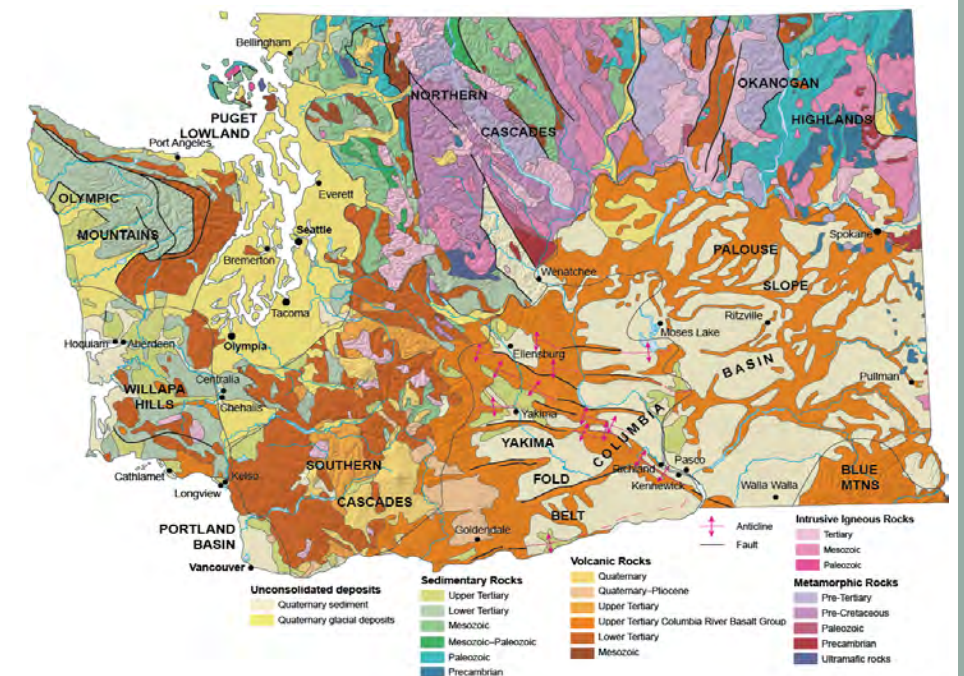 Bellingham
NORTHERN
OKANOGAN
PUGET
LOWLAND
CASCADES
HIGHLANDS
Port Angeles
Everett
OLYMPIC
MOUNTAINS
Seattle
Bremerton
Spokane
PALOUSE
Wenatchee
SLOPE
Tacoma
Ritzville
Moses Lake
Hoquiam
Aberdeen
Olympia
Ellensburg
BASIN
Centralia
Pullman
WILLAPA
HILLS
Chehalis
Yakima
COLUMBIA
YAKIMA
SOUTHERN
Richland
Pasco
BLUE
MTNS
Cathlamet
Kelso
FOLD
Kennewick
Walla Walla
Longview
CASCADES
BELT
PORTLAND
BASIN
Goldendale
Vancouver
Anticline
Fault
Unconsolidated deposits
Quaternary sediment
Quaternary glacial deposits
Sedimentary Rocks
Upper Tertiary
Lower Tertiary
Mesozoic
Mesozoic–Paleozoic
Paleozoic
Precambrian
Volcanic Rocks
Quaternary
Quaternary–Pliocene
Upper Tertiary
Upper Tertiary Columbia River Basalt Group
Lower Tertiary
Mesozoic
Intrusive Igneous Rocks
Tertiary
Mesozoic
Paleozoic
Metamorphic Rocks
Pre-Tertiary
Pre-Cretaceous
Paleozoic
Precambrian
Ultramafic rocks